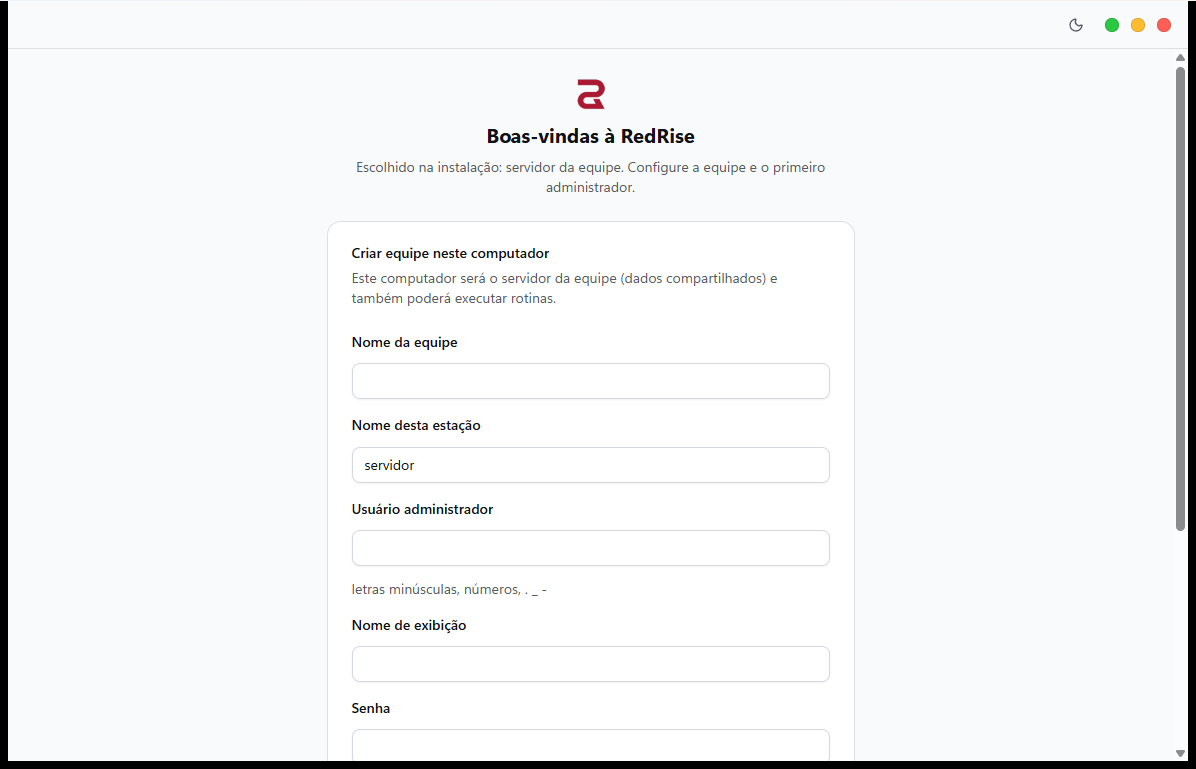 Boas-vindas à RedRise
Escolhido na instalação: servidor da equipe. Configure a equipe e o primeiro
administrador.
Criar equipe neste computador
Este computador será o servidor da equipe (dados compartilhados) e
também poderá executar rotinas.
Nome da equipe
Nome desta estação
servidor
Usuário administrador
letras minúsculas, números, . _ -
Nome de exibição
Senha